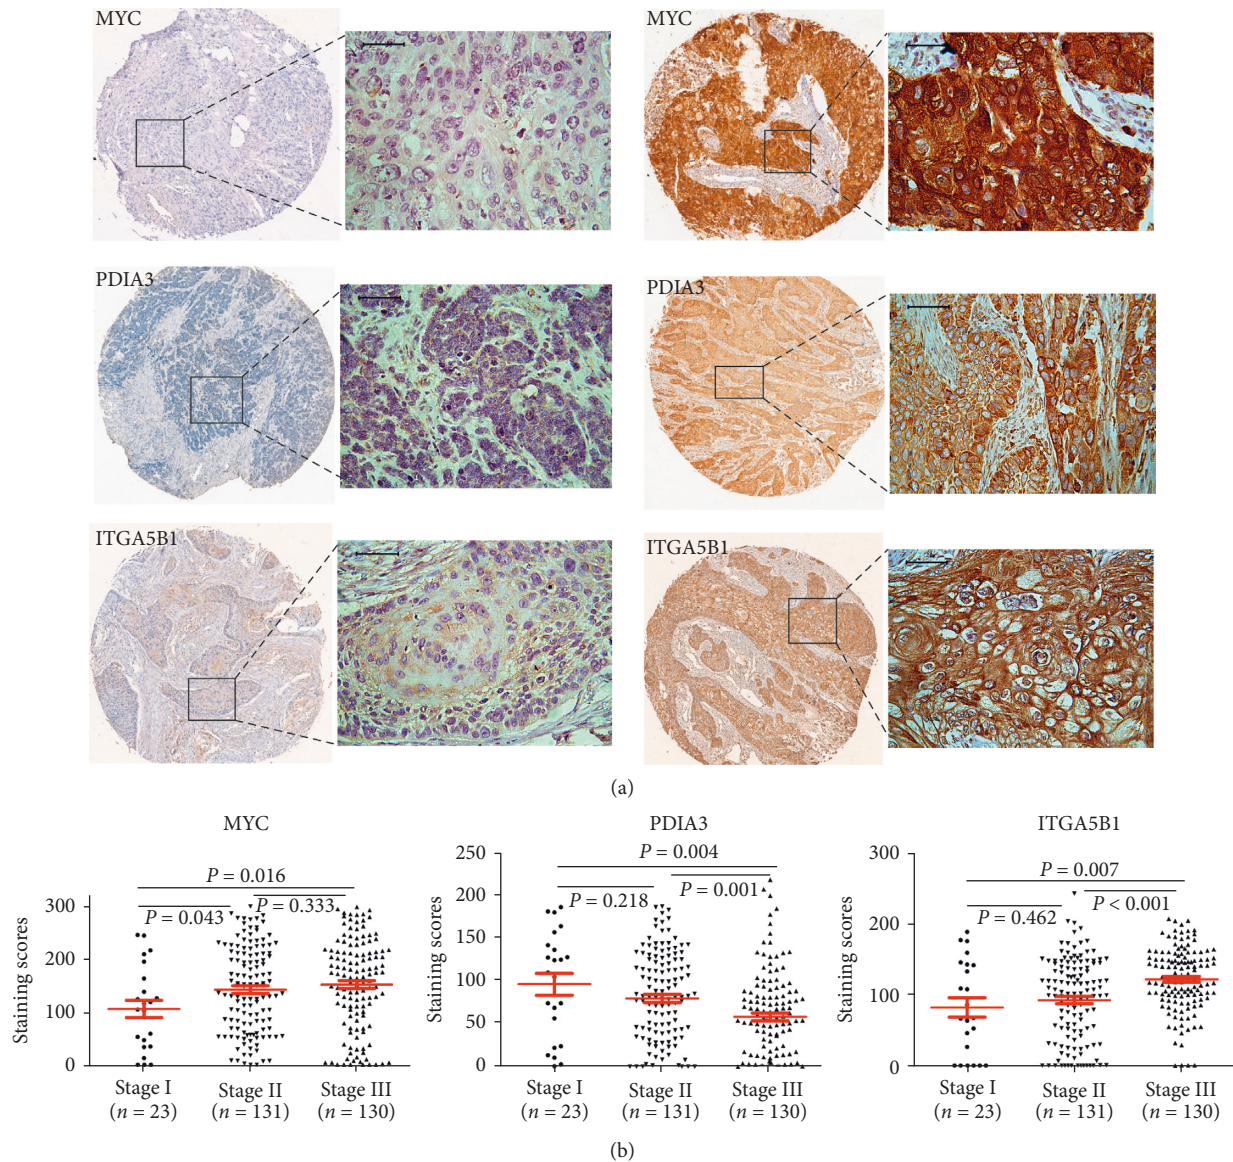 MYC
MYC
PDIA3
PDIA3
ITGA5B1
ITGA5B1
(a)
MYC
Staining scores
300
200
100
0
P = 0.016
P = 0.043
P = 0.333
Stage I
(n = 23)
Stage II
(n = 131)
Stage III
(n = 130)
PDIA3
Staining scores
250
200
150
100
50
0
P = 0.004
P = 0.218
P = 0.001
Stage I
(n = 23)
Stage II
(n = 131)
Stage III
(n = 130)
ITGA5B1
Staining scores
300
200
100
0
P = 0.007
P = 0.462
P < 0.001
Stage I
(n = 23)
Stage II
(n = 131)
Stage III
(n = 130)
(b)